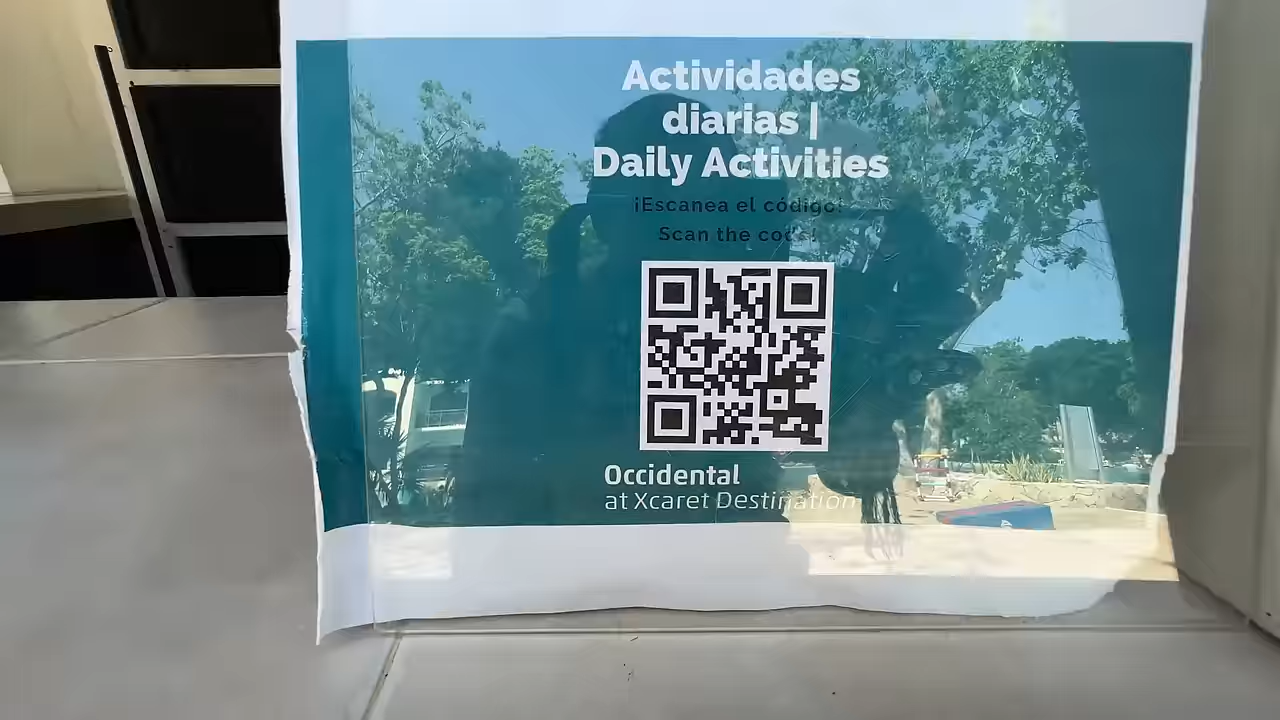 Actividades
diarias |
Daily Activities
¡Escanea el código!
Scan the code!
Occidental
at Xcaret Destination